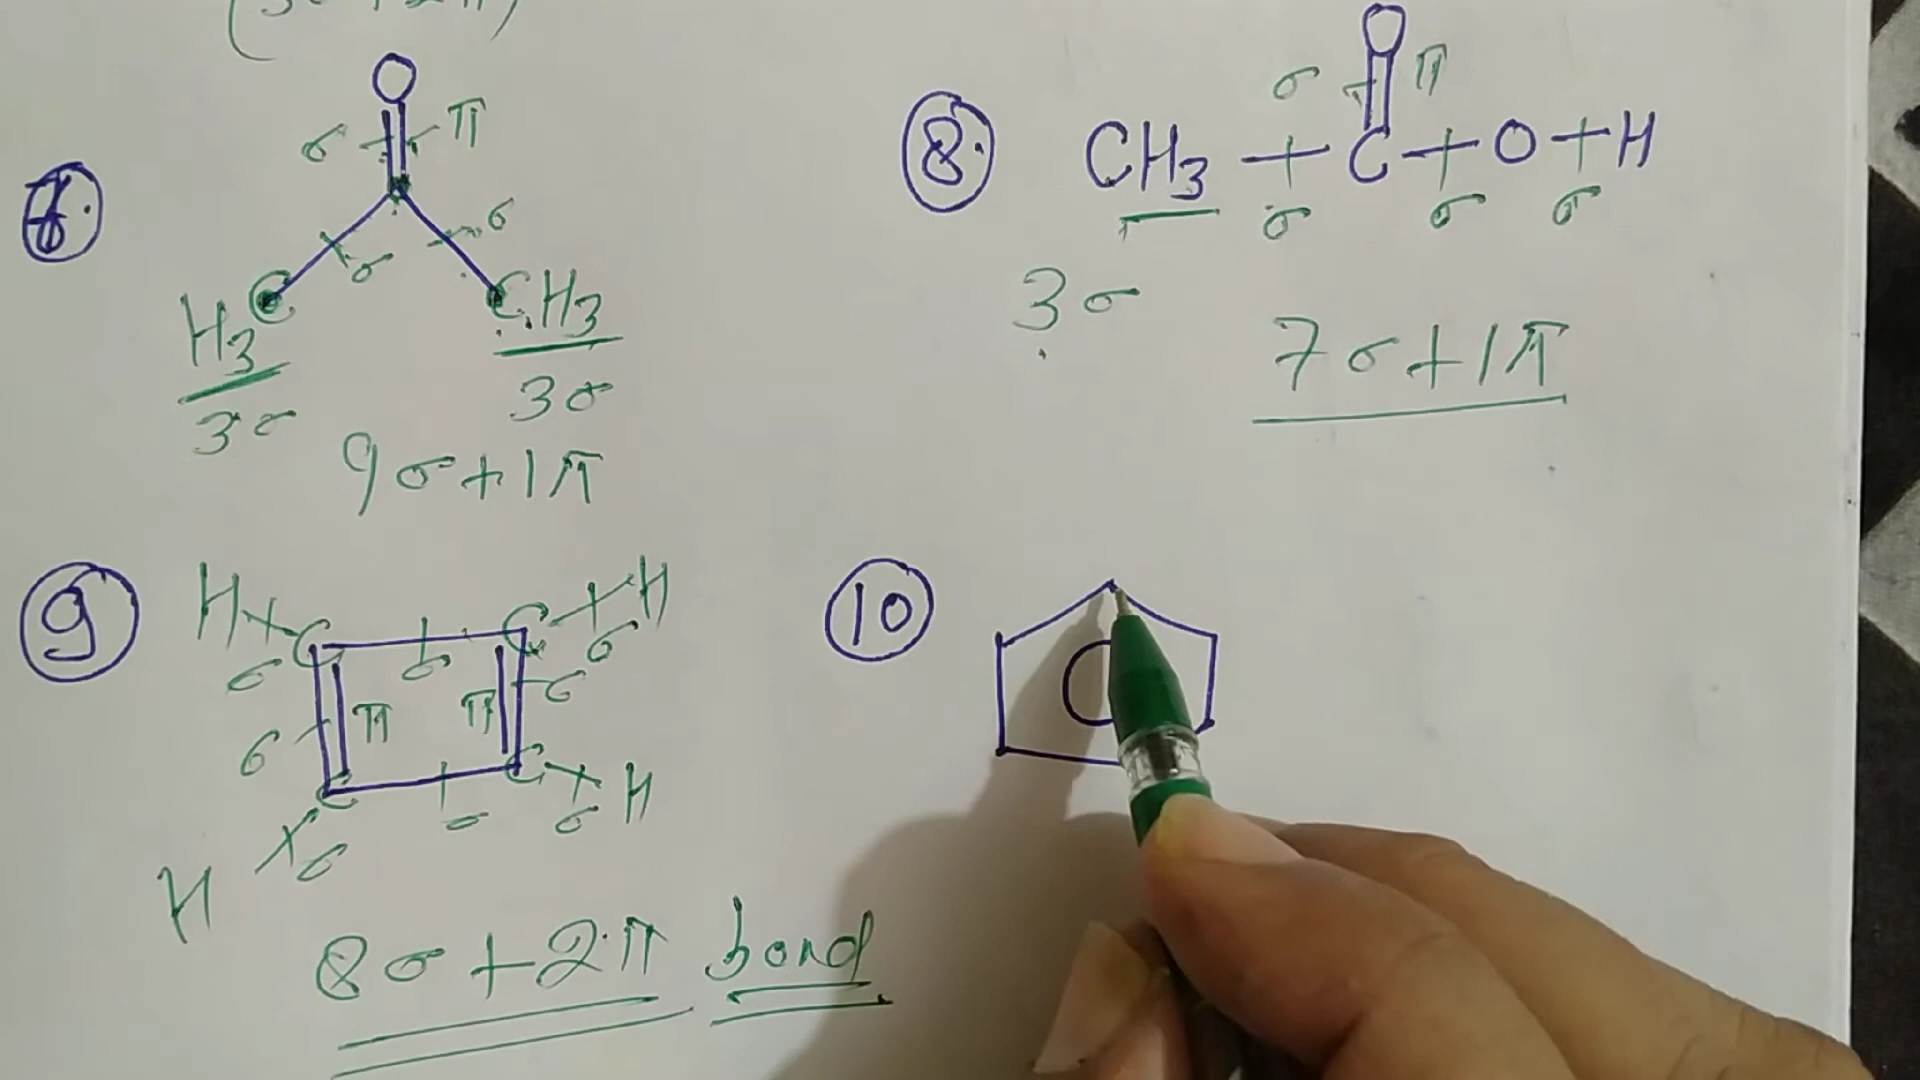 7.
O
σ π
σ σ
H3C CH3
3σ 3σ
9σ+1π
8.
O
σ π
CH3 - C - O - H
σ σ σ
3σ
7σ+1π
9
H C C H
σ σ σ
σ π π σ
C C H
σ σ σ
H
8σ+2π bond
10